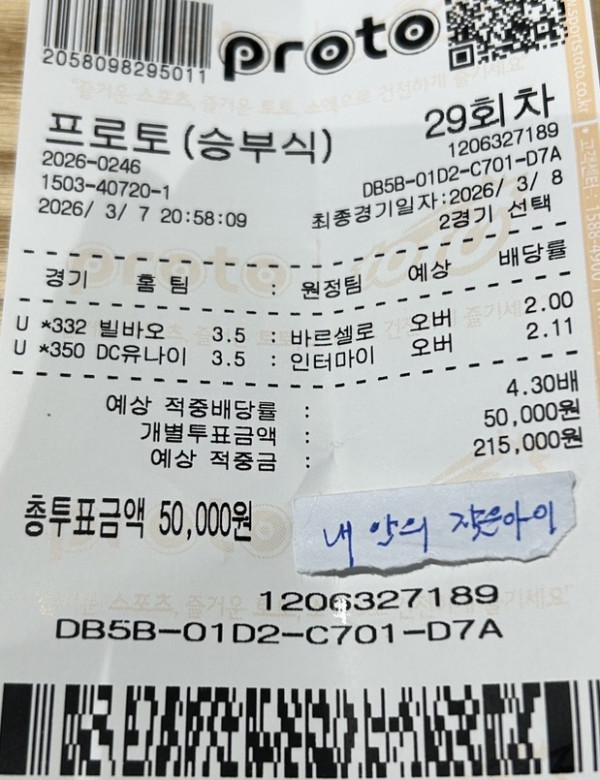 2058098295011
proto
프로토(승부식)
29회차
2026-0246
1206327189
1503-40720-1
DB5B-01D2-C701-D7A
2026/ 3/ 7 20:58:09
최종경기일자:2026/ 3/ 8
2경기 선택
경기 홈팀 : 원정팀 예상 배당률
U *332 빌바오 3.5 : 바르셀로 오버 2.00
U *350 DC유나이 3.5 : 인터마이 오버 2.11
예상 적중배당률 : 4.30배
개별투표금액 : 50,000원
예상 적중금 : 215,000원
총투표금액 50,000원
내 안의 작은아이
1206327189
DB5B-01D2-C701-D7A